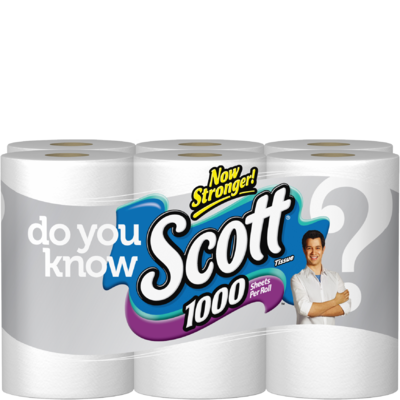 Now
Stronger!
do you
know
Scott®
Tissue
1000
Sheets
Per Roll
?